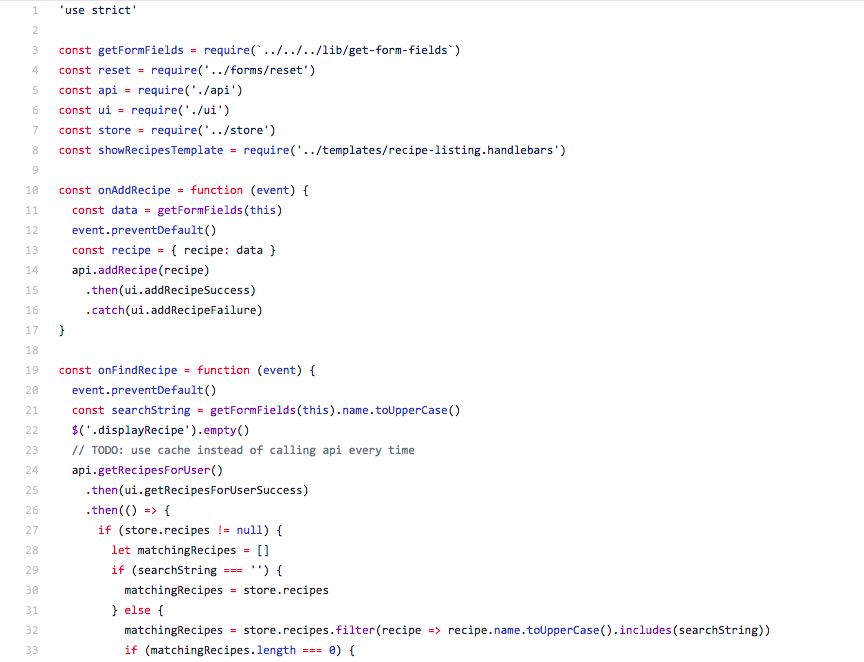 1 'use strict'
2
3 const getFormFields = require(`../../../lib/get-form-fields`)
4 const reset = require('../forms/reset')
5 const api = require('./api')
6 const ui = require('./ui')
7 const store = require('../store')
8 const showRecipesTemplate = require('../templates/recipe-listing.handlebars')
9
10 const onAddRecipe = function (event) {
11   const data = getFormFields(this)
12   event.preventDefault()
13   const recipe = { recipe: data }
14   api.addRecipe(recipe)
15     .then(ui.addRecipeSuccess)
16     .catch(ui.addRecipeFailure)
17 }
18
19 const onFindRecipe = function (event) {
20   event.preventDefault()
21   const searchString = getFormFields(this).name.toUpperCase()
22   $('.displayRecipe').empty()
23   // TODO: use cache instead of calling api every time
24   api.getRecipesForUser()
25     .then(ui.getRecipesForUserSuccess)
26     .then(() => {
27       if (store.recipes != null) {
28         let matchingRecipes = []
29         if (searchString === '') {
30           matchingRecipes = store.recipes
31         } else {
32           matchingRecipes = store.recipes.filter(recipe => recipe.name.toUpperCase().includes(searchString))
33           if (matchingRecipes.length === 0) {